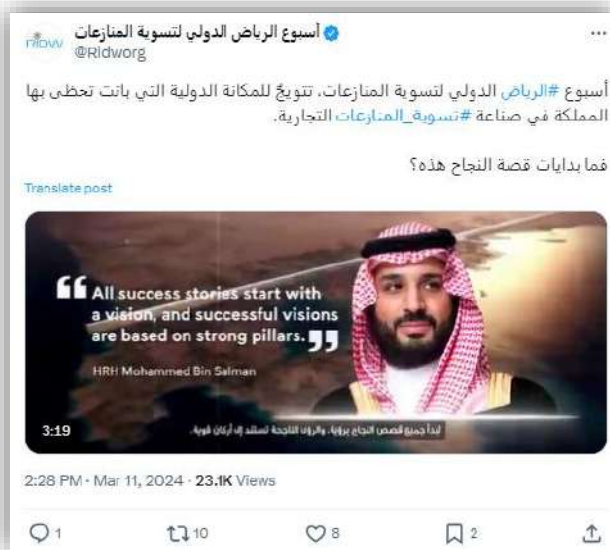 أسبوع الرياض الدولي لتسوية المنازعات
RIDW
@Ridworg
أسبوع #الرياض الدولي لتسوية المنازعات، تتويجٌ للمكانة الدولية التي باتت تحظى بها
المملكة في صناعة #تسوية_المنازعات التجارية.
فما بدايات قصة النجاح هذه؟
Translate post
“ All success stories start with
a vision, and successful visions
are based on strong pillars. ”
HRH Mohammed Bin Salman
3:19
تبدأ جميع قصص النجاح برؤية، والرؤى الناجحة تستند إلى أركان قوية.
2:28 PM · Mar 11, 2024 · 23.1K Views
1 10 8 2